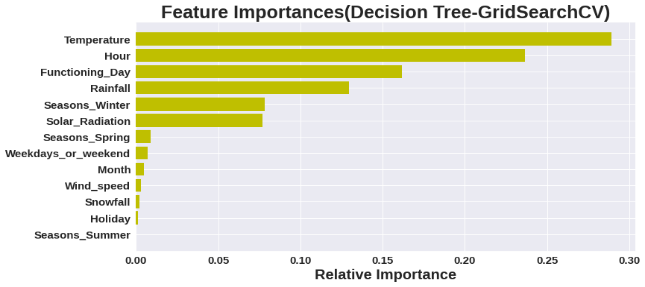 Feature Importances(Decision Tree-GridSearchCV)
Temperature
Hour
Functioning_Day
Rainfall
Seasons_Winter
Solar_Radiation
Seasons_Spring
Weekdays_or_weekend
Month
Wind_speed
Snowfall
Holiday
Seasons_Summer
0.00 0.05 0.10 0.15 0.20 0.25 0.30
Relative Importance